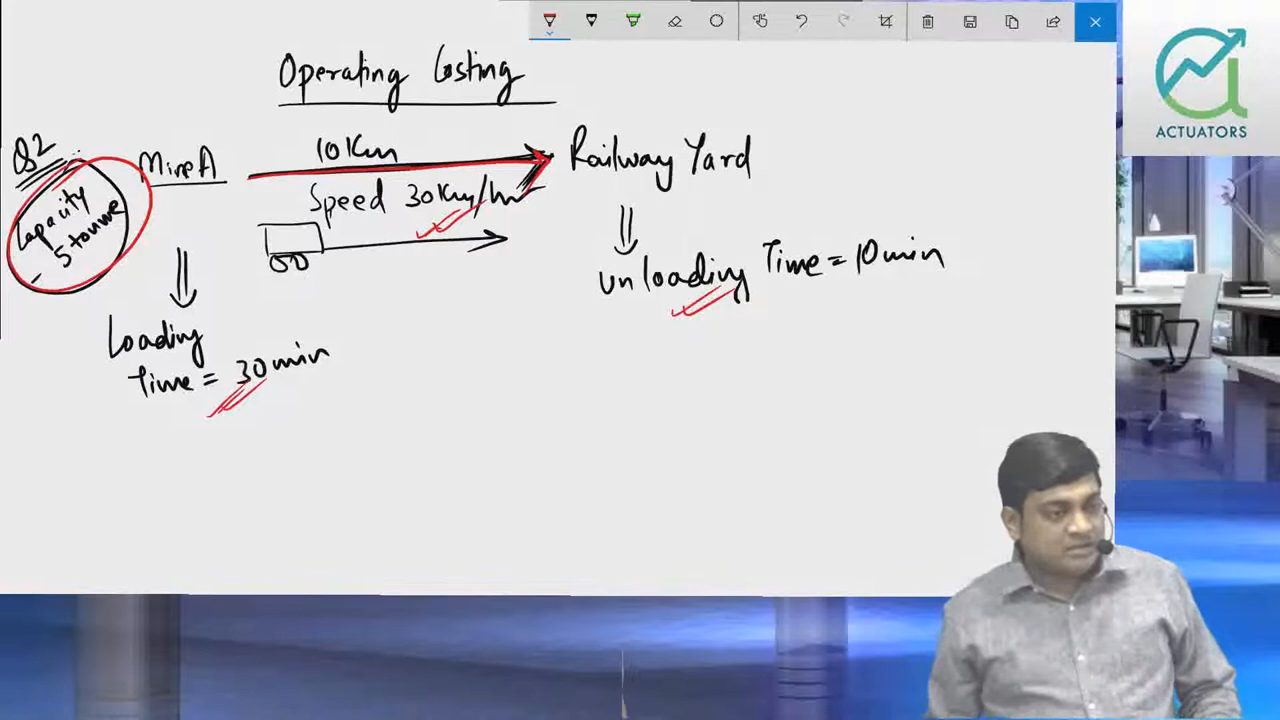 Operating Costing
Q2
Capacity
5 tonne
Mine A
10 Km
Speed 30 Km/hr
Railway Yard
unloading Time = 10 min
Loading
Time = 30 min
ACTUATORS